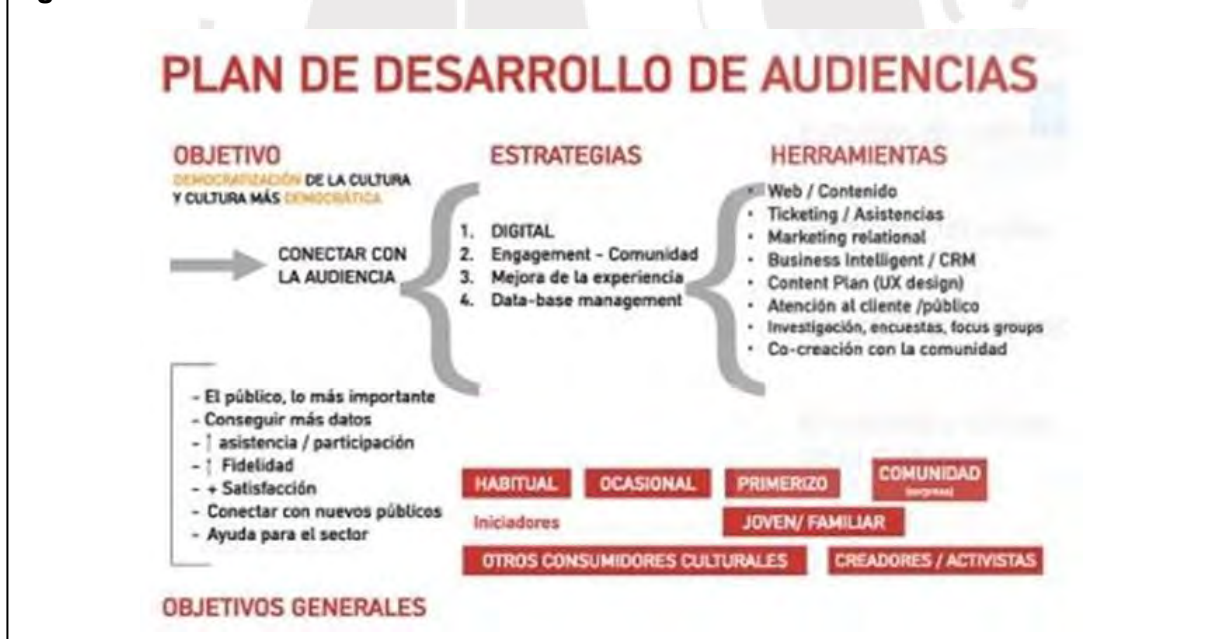 PLAN DE DESARROLLO DE AUDIENCIAS
OBJETIVO
DEMOCRATIZACIÓN DE LA CULTURA
Y CULTURA MÁS DEMOCRÁTICA
CONECTAR CON
LA AUDIENCIA
ESTRATEGIAS
1. DIGITAL
2. Engagement - Comunidad
3. Mejora de la experiencia
4. Data-base management
HERRAMIENTAS
• Web / Contenido
• Ticketing / Asistencias
• Marketing relational
• Business Intelligent / CRM
• Content Plan (UX design)
• Atención al cliente /público
• Investigación, encuestas, focus groups
• Co-creación con la comunidad
- El público, lo más importante
- Conseguir más datos
- ↑ asistencia / participación
- ↑ Fidelidad
- + Satisfacción
- Conectar con nuevos públicos
- Ayuda para el sector
OBJETIVOS GENERALES
HABITUAL
OCASIONAL
PRIMERIZO
COMUNIDAD
Iniciadores
JOVEN/ FAMILIAR
OTROS CONSUMIDORES CULTURALES
CREADORES / ACTIVISTAS